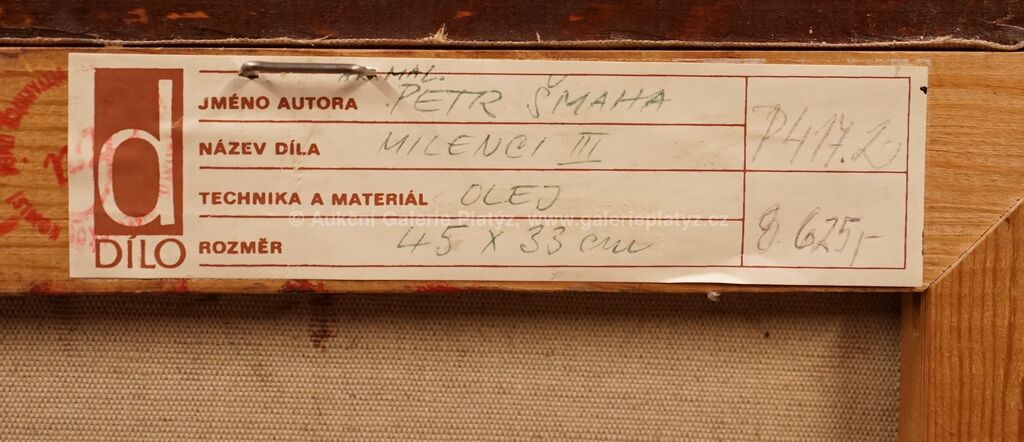 AK. MAL.
d
DÍLO
JMÉNO AUTORA PETR ŠMAHA
NÁZEV DÍLA MILENCI III
TECHNIKA A MATERIÁL OLEJ
© Aukční Galerie Platýz, www.galerieplatyz.cz
ROZMĚR 45 X 33 cm
P417.2
8. 625,-